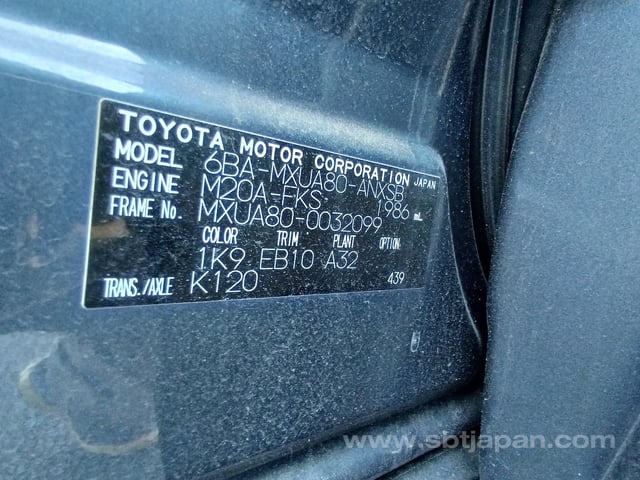 TOYOTA MOTOR CORPORATION JAPAN
MODEL 6BA-MXUA80-ANXSB
ENGINE M20A-FKS 1986 mL
FRAME No. MXUA80-0032099
COLOR TRIM PLANT OPTION
1K9 EB10 A32
TRANS./AXLE K120 439
www.sbtjapan.com